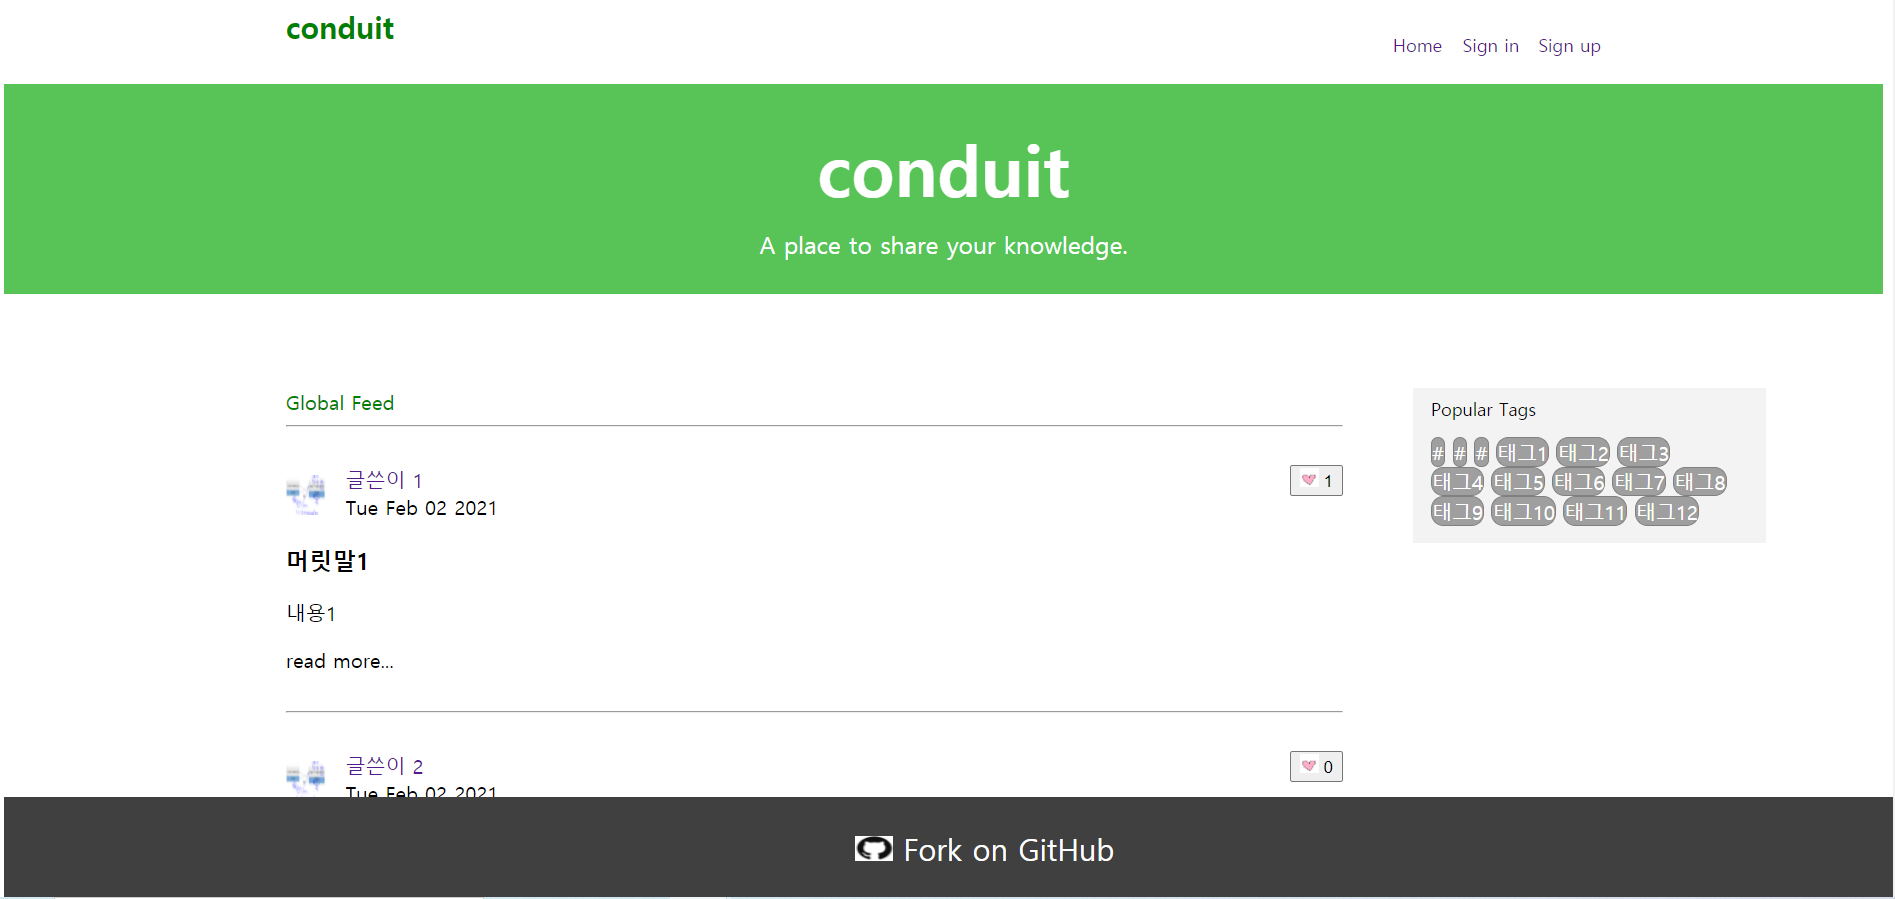 conduit
Home Sign in Sign up
conduit
A place to share your knowledge.
Global Feed
글쓴이 1
Tue Feb 02 2021
1
머릿말1
내용1
read more...
글쓴이 2
Tue Feb 02 2021
0
Popular Tags
# # # 태그1 태그2 태그3
태그4 태그5 태그6 태그7 태그8
태그9 태그10 태그11 태그12
Fork on GitHub